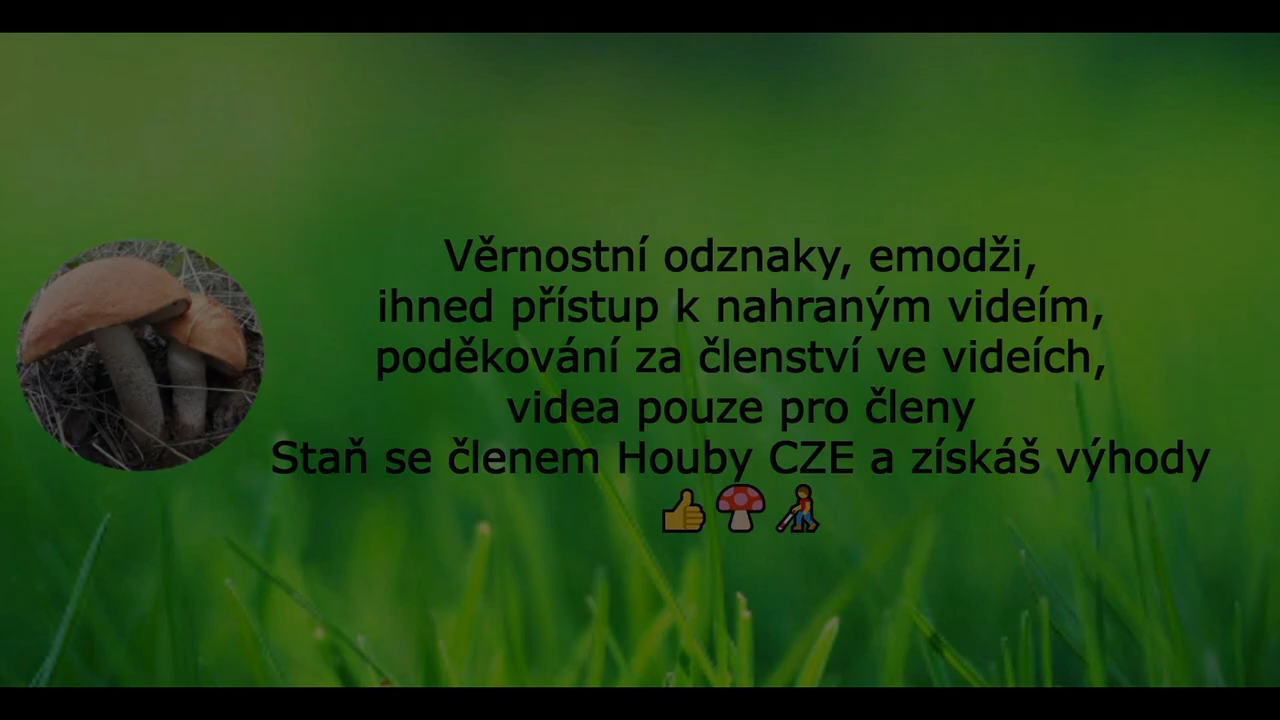 Věrnostní odznaky, emodži,
ihned přístup k nahraným videím,
poděkování za členství ve videích,
videa pouze pro členy
Staň se členem Houby CZE a získáš výhody
👍🍄👨‍🦯